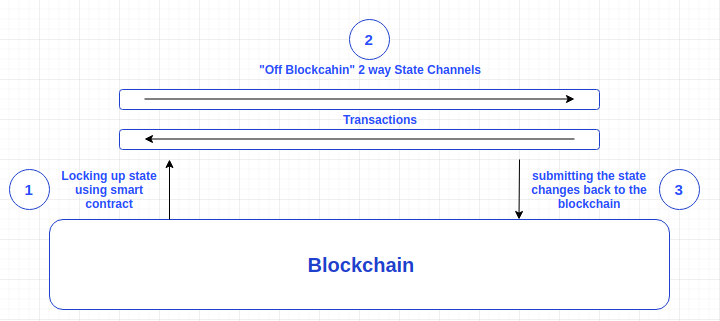 2
"Off Blockcahin" 2 way State Channels
Transactions
1
Locking up state
using smart
contract
submitting the state
changes back to the
blockchain
3
Blockchain